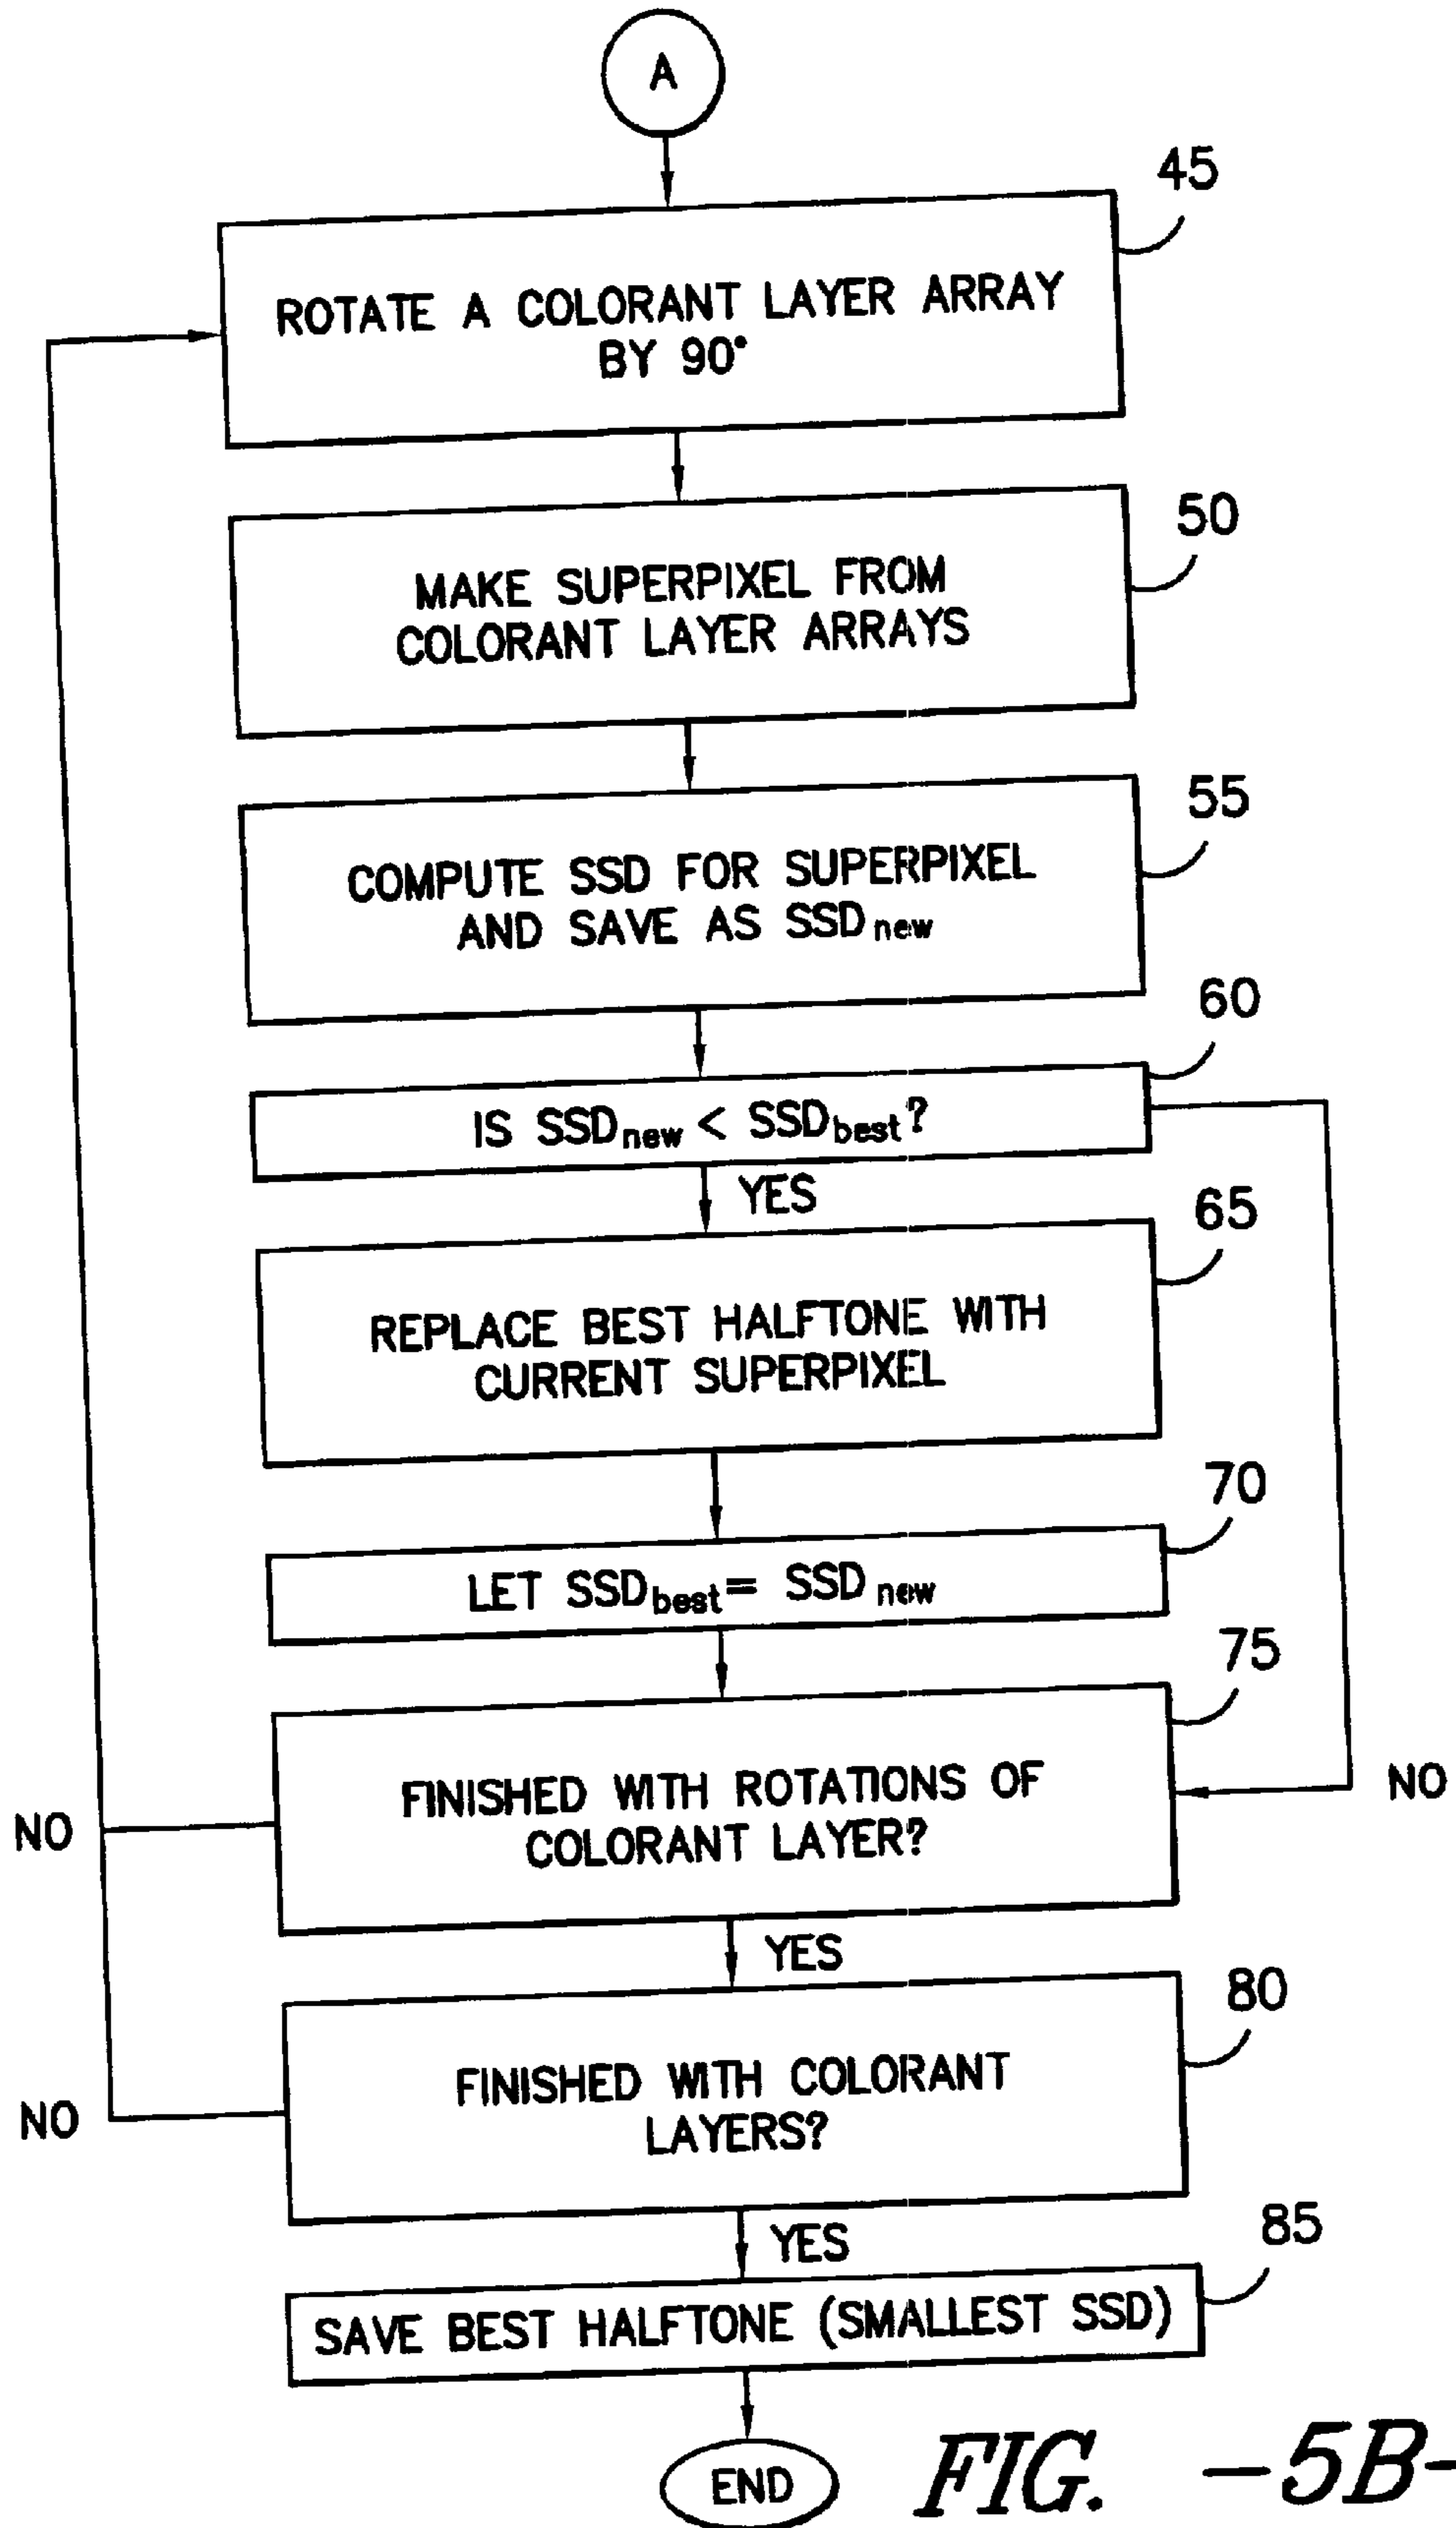 A
45
ROTATE A COLORANT LAYER ARRAY
BY 90°
50
MAKE SUPERPIXEL FROM
COLORANT LAYER ARRAYS
55
COMPUTE SSD FOR SUPERPIXEL
AND SAVE AS SSDnew
60
IS SSDnew < SSDbest?
YES
65
REPLACE BEST HALFTONE WITH
CURRENT SUPERPIXEL
70
LET SSDbest = SSDnew
75
FINISHED WITH ROTATIONS OF
COLORANT LAYER?
NO
NO
YES
80
FINISHED WITH COLORANT
LAYERS?
NO
YES
85
SAVE BEST HALFTONE (SMALLEST SSD)
END
FIG. -5B-